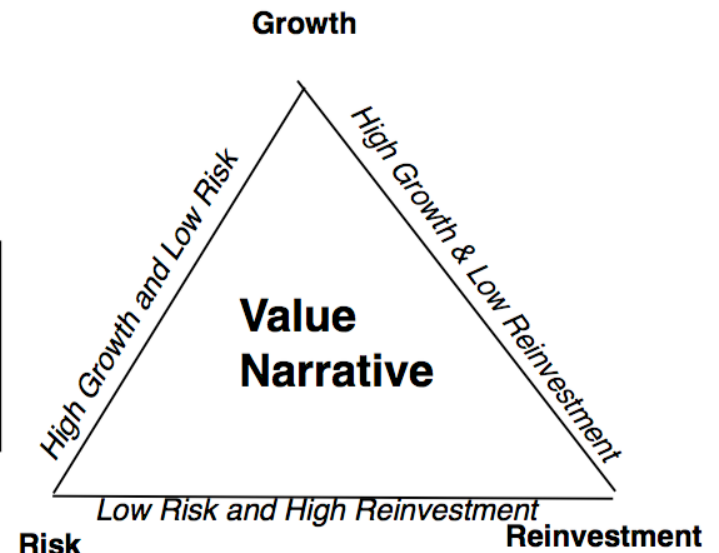 Growth
High Growth and Low Risk
High Growth & Low Reinvestment
Value
Narrative
Low Risk and High Reinvestment
Risk
Reinvestment